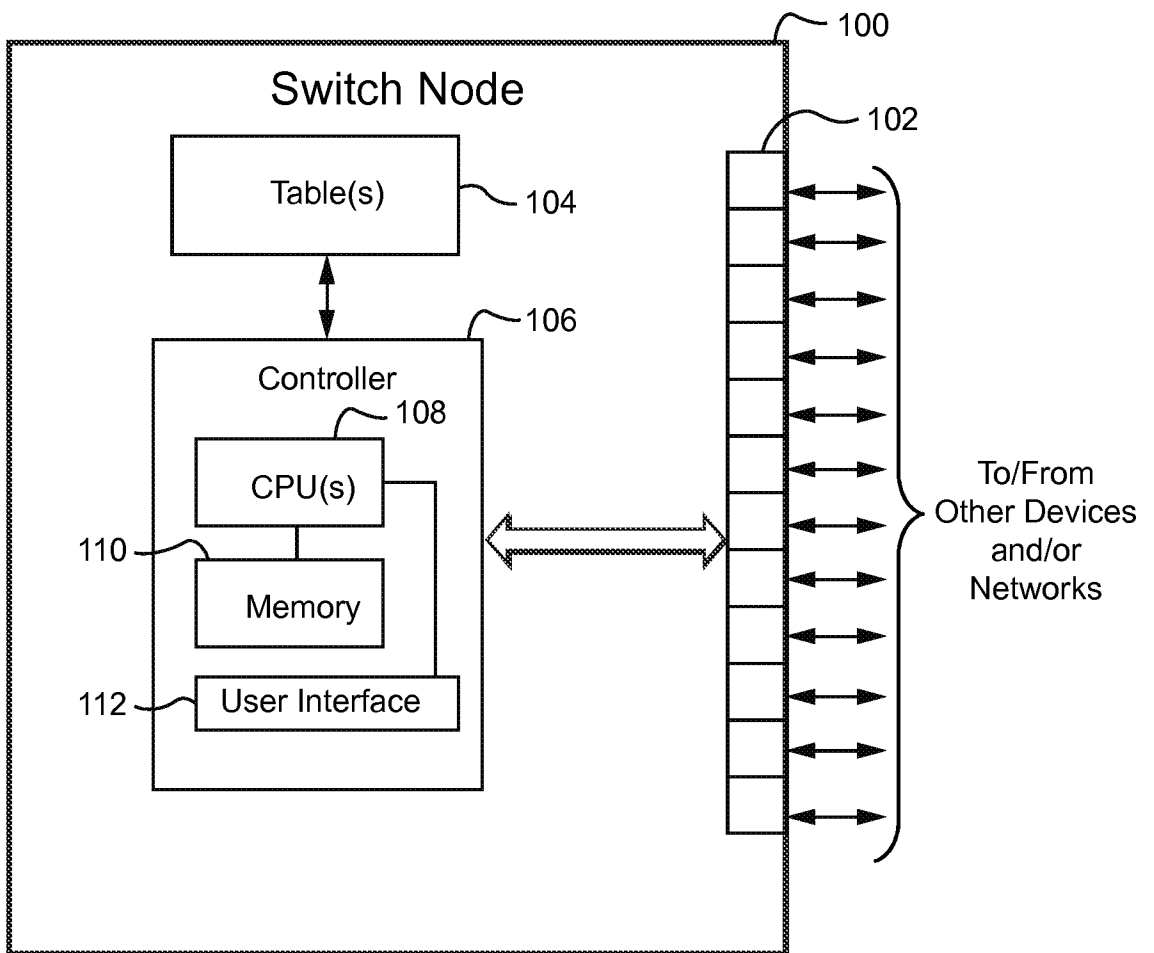 100
Switch Node
102
Table(s)
104
106
Controller
108
CPU(s)
110
Memory
112
User Interface
To/From
Other Devices
and/or
Networks